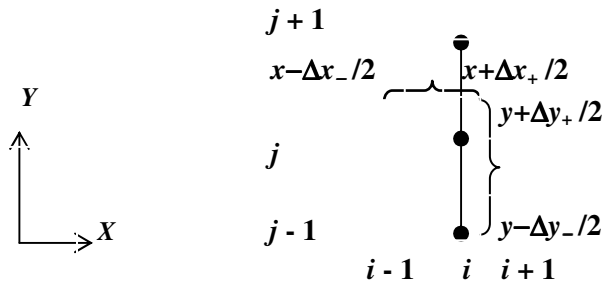 j + 1
x−Δx₋/2 x+Δx₊/2
Y
y+Δy₊/2
j
X
j - 1
y−Δy₋/2
i - 1 i i + 1